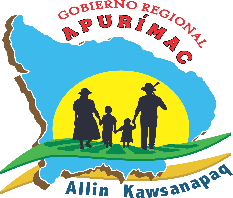 GOBIERNO REGIONAL
APURÍMAC
Allin Kawsanapaq